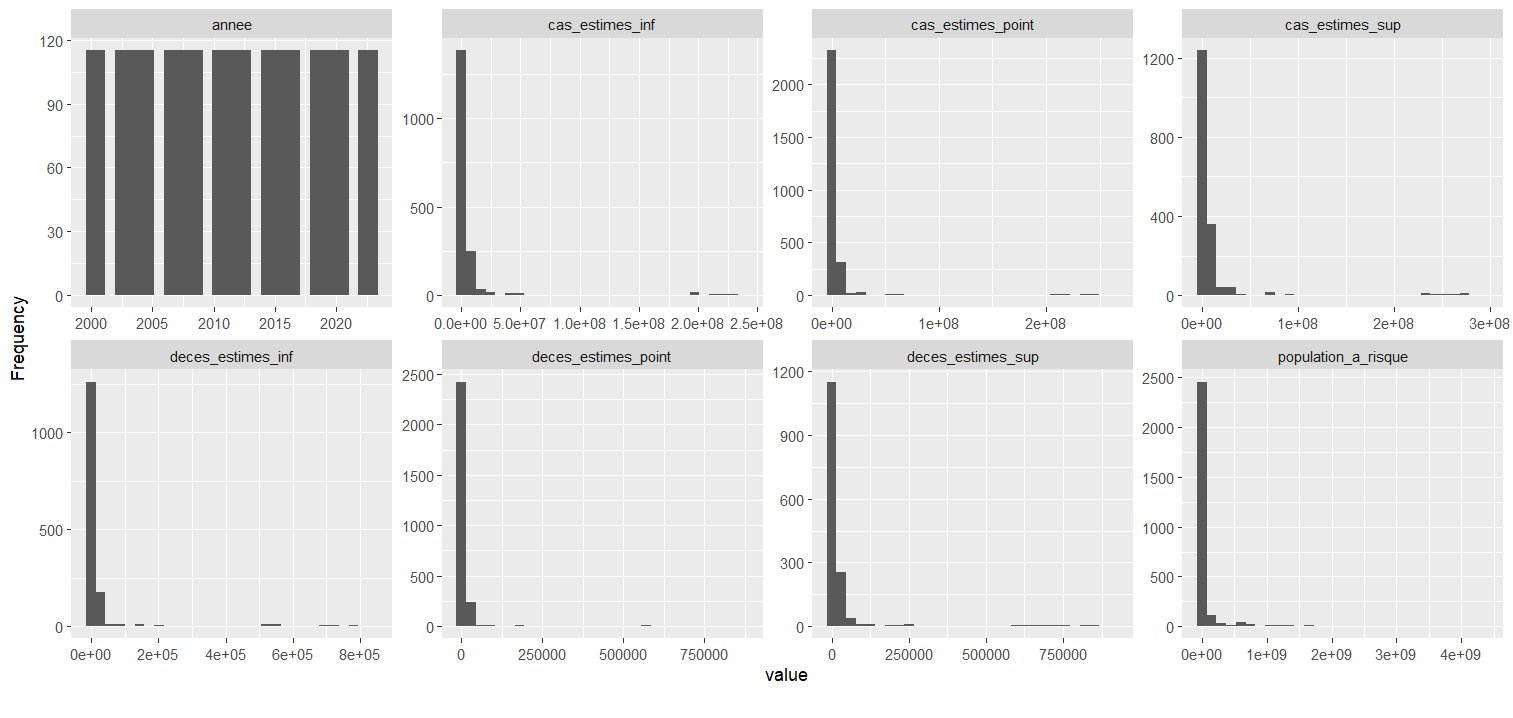 annee
cas_estimes_inf
cas_estimes_point
cas_estimes_sup
120
90
60
30
0
2000 2005 2010 2015 2020
1000
500
0
0.0e+00 5.0e+07 1.0e+08 1.5e+08 2.0e+08 2.5e+08
2000
1500
1000
500
0
0e+00 1e+08 2e+08
1200
800
400
0
0e+00 1e+08 2e+08 3e+08
deces_estimes_inf
deces_estimes_point
deces_estimes_sup
population_a_risque
1000
500
0
0e+00 2e+05 4e+05 6e+05 8e+05
2500
2000
1500
1000
500
0
0 250000 500000 750000
1200
900
600
300
0
0 250000 500000 750000
2500
2000
1500
1000
500
0
0e+00 1e+09 2e+09 3e+09 4e+09
Frequency
value